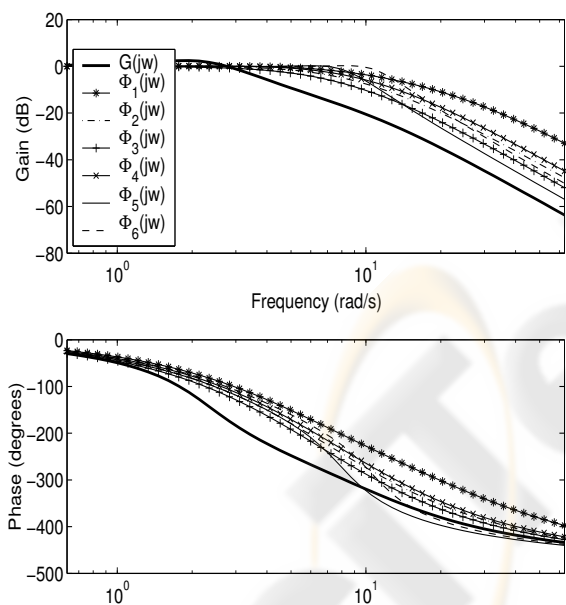 20
0
−20
−40
−60
−80
Gain (dB)
G(jw)
Φ1(jw)
Φ2(jw)
Φ3(jw)
Φ4(jw)
Φ5(jw)
Φ6(jw)
10^0
10^1
Frequency (rad/s)
0
−100
−200
−300
−400
−500
Phase (degrees)
10^0
10^1